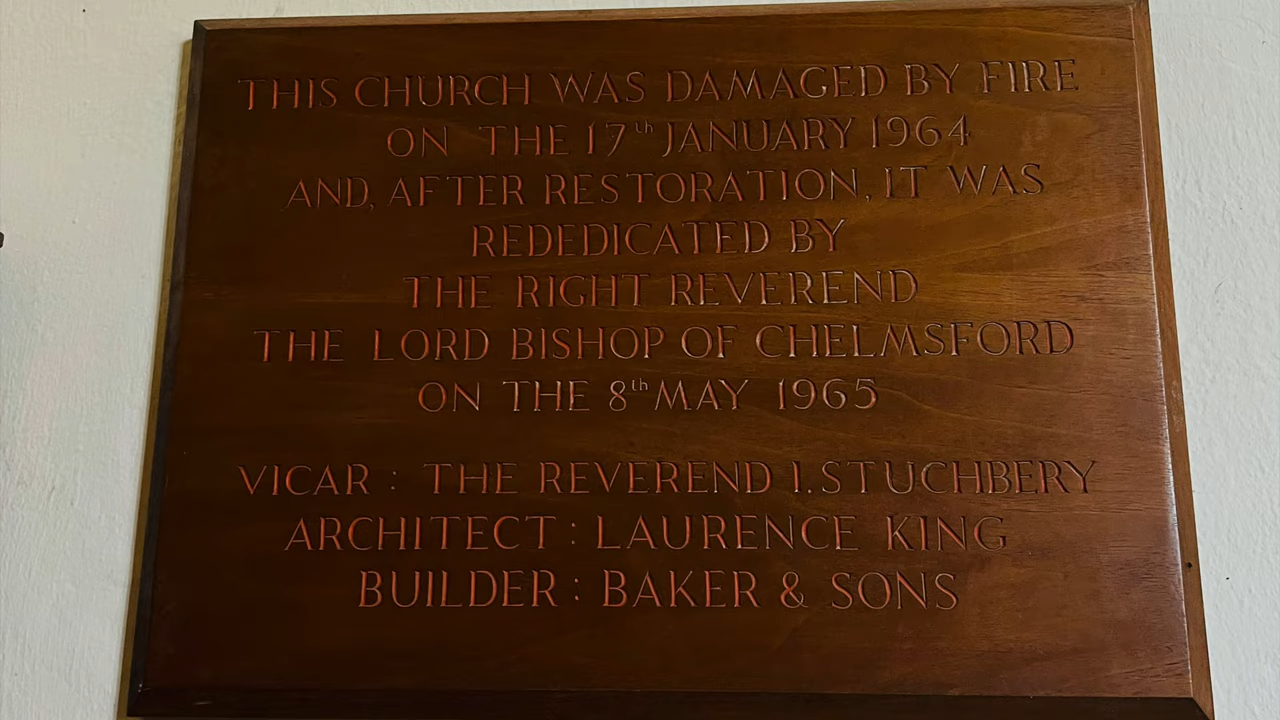 THIS CHURCH WAS DAMAGED BY FIRE
ON THE 17th JANUARY 1964
AND, AFTER RESTORATION, IT WAS
REDEDICATED BY
THE RIGHT REVEREND
THE LORD BISHOP OF CHELMSFORD
ON THE 8th MAY 1965
VICAR : THE REVEREND I. STUCHBERY
ARCHITECT : LAURENCE KING
BUILDER : BAKER & SONS